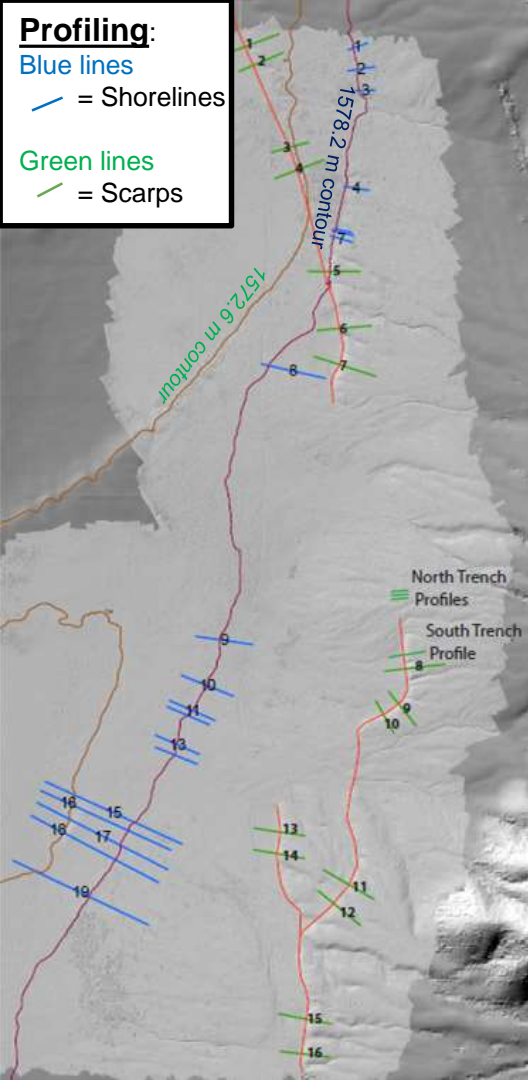 Profiling:
Blue lines
= Shorelines
Green lines
= Scarps
1
2
1
2
3
1578.2 m contour
3
4
4
7
5
1572.6 m contour
6
7
8
North Trench
Profiles
South Trench
Profile
9
8
10
9
11
10
13
16
15
13
18
17
14
19
11
12
15
16